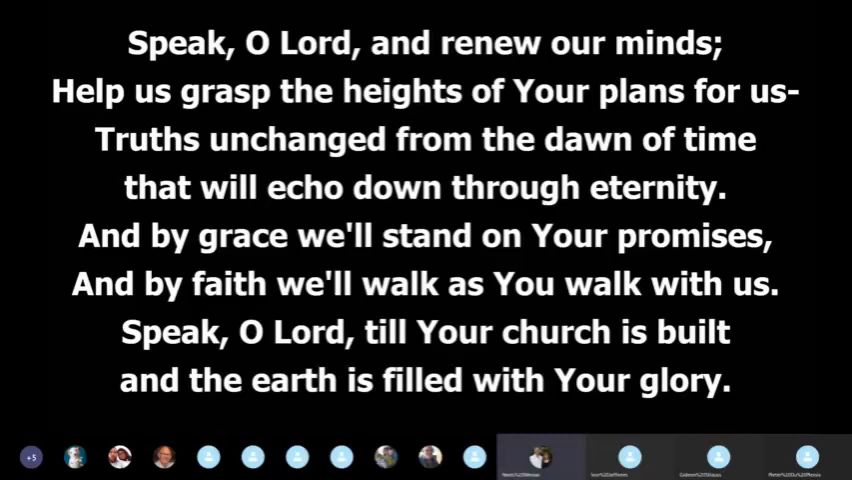 Speak, O Lord, and renew our minds;
Help us grasp the heights of Your plans for us-
Truths unchanged from the dawn of time
that will echo down through eternity.
And by grace we'll stand on Your promises,
And by faith we'll walk as You walk with us.
Speak, O Lord, till Your church is built
and the earth is filled with Your glory.
+5